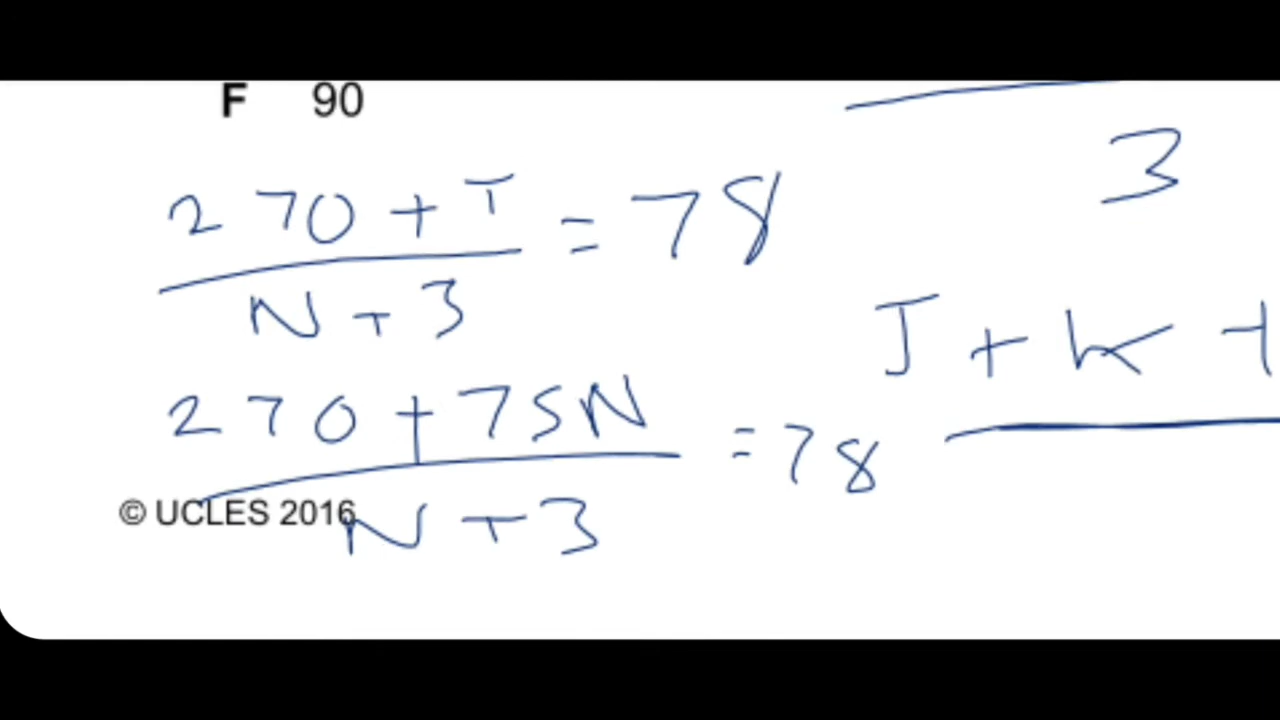 F 90
3
270 + T = 78
N + 3
J + K +
270 + 75N = 78
N + 3
© UCLES 2016